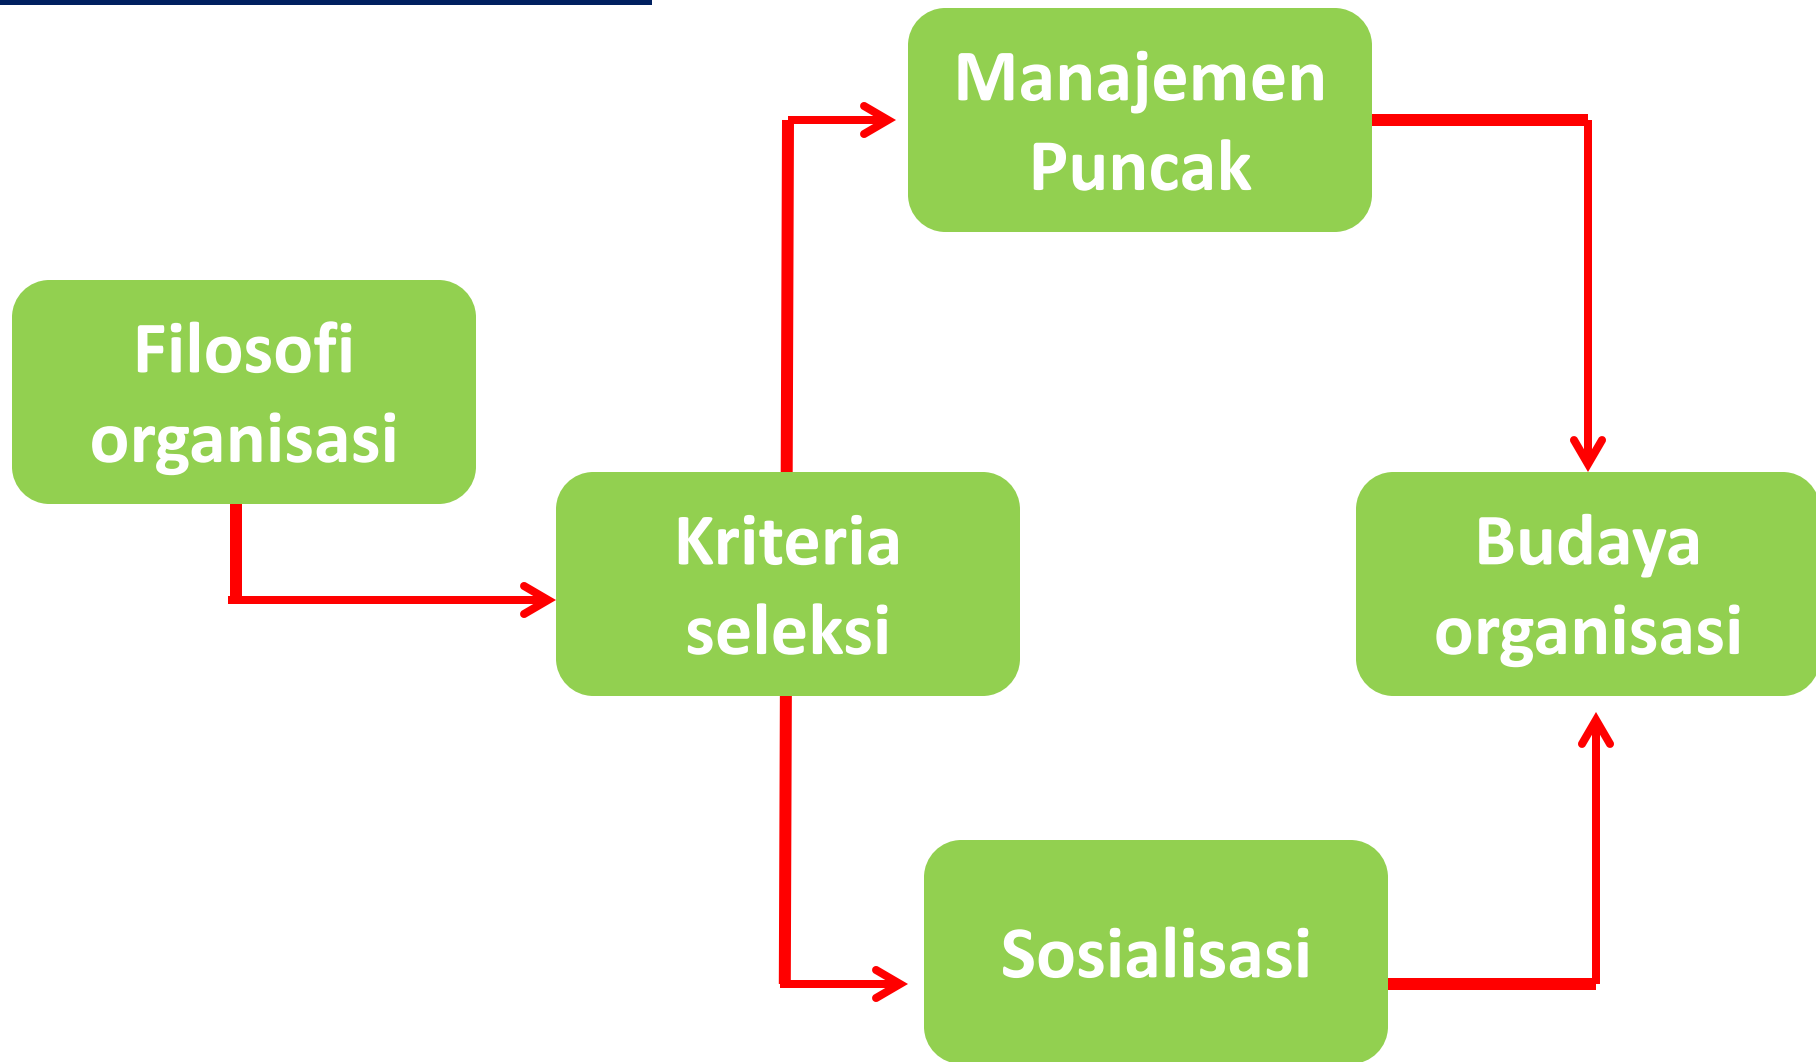 Manajemen
Puncak
Filosofi
organisasi
Kriteria
seleksi
Budaya
organisasi
Sosialisasi